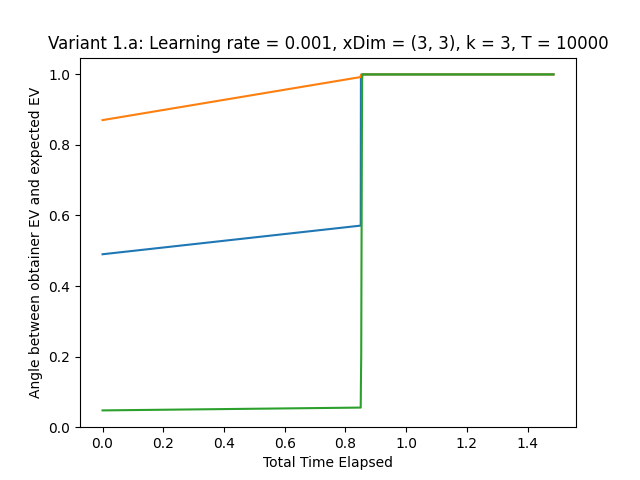 Variant 1.a: Learning rate = 0.001, xDim = (3, 3), k = 3, T = 10000
Angle between obtainer EV and expected EV
1.0
0.8
0.6
0.4
0.2
0.0
0.0 0.2 0.4 0.6 0.8 1.0 1.2 1.4
Total Time Elapsed